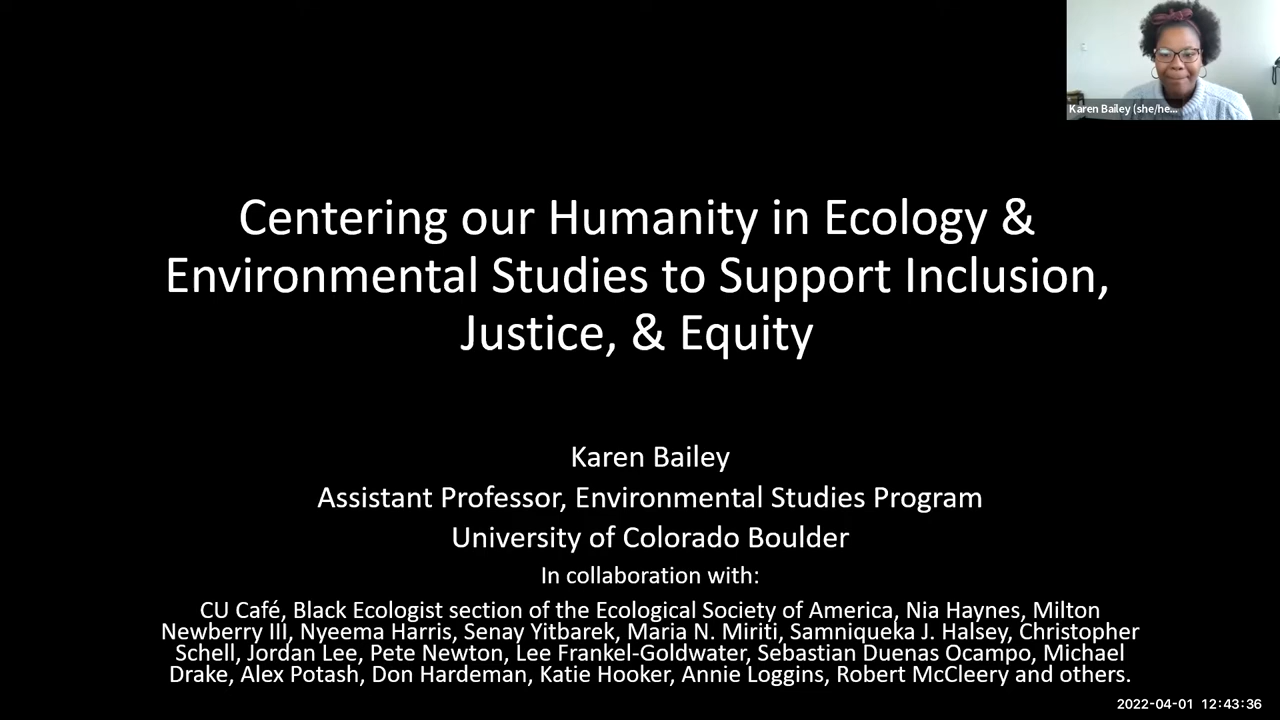 Karen Bailey (she/he...
Centering our Humanity in Ecology &
Environmental Studies to Support Inclusion,
Justice, & Equity
Karen Bailey
Assistant Professor, Environmental Studies Program
University of Colorado Boulder
In collaboration with:
CU Café, Black Ecologist section of the Ecological Society of America, Nia Haynes, Milton
Newberry III, Nyeema Harris, Senay Yitbarek, Maria N. Miriti, Samniqueka J. Halsey, Christopher
Schell, Jordan Lee, Pete Newton, Lee Frankel-Goldwater, Sebastian Duenas Ocampo, Michael
Drake, Alex Potash, Don Hardeman, Katie Hooker, Annie Loggins, Robert McCleery and others.
2022-04-01 12:43:36